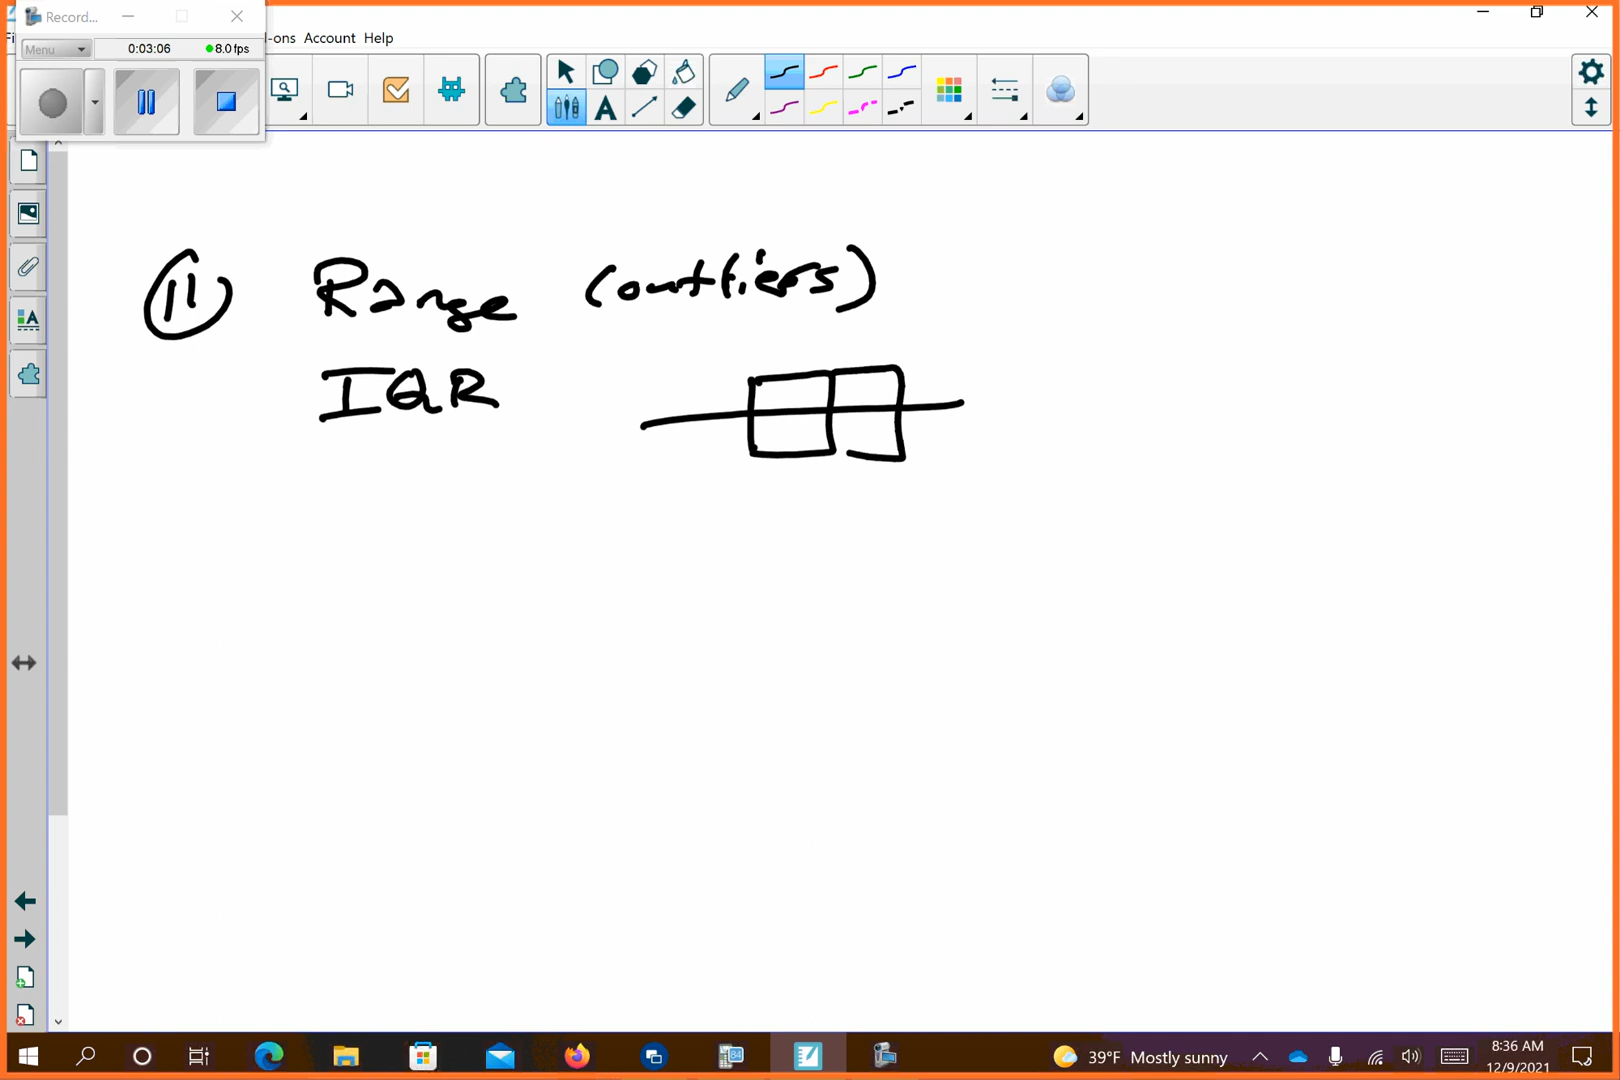 Record...
Menu
0:03:06
8.0 fps
-ons Account Help
11 Range (outliers)
IQR
39°F Mostly sunny
8:36 AM
12/9/2021